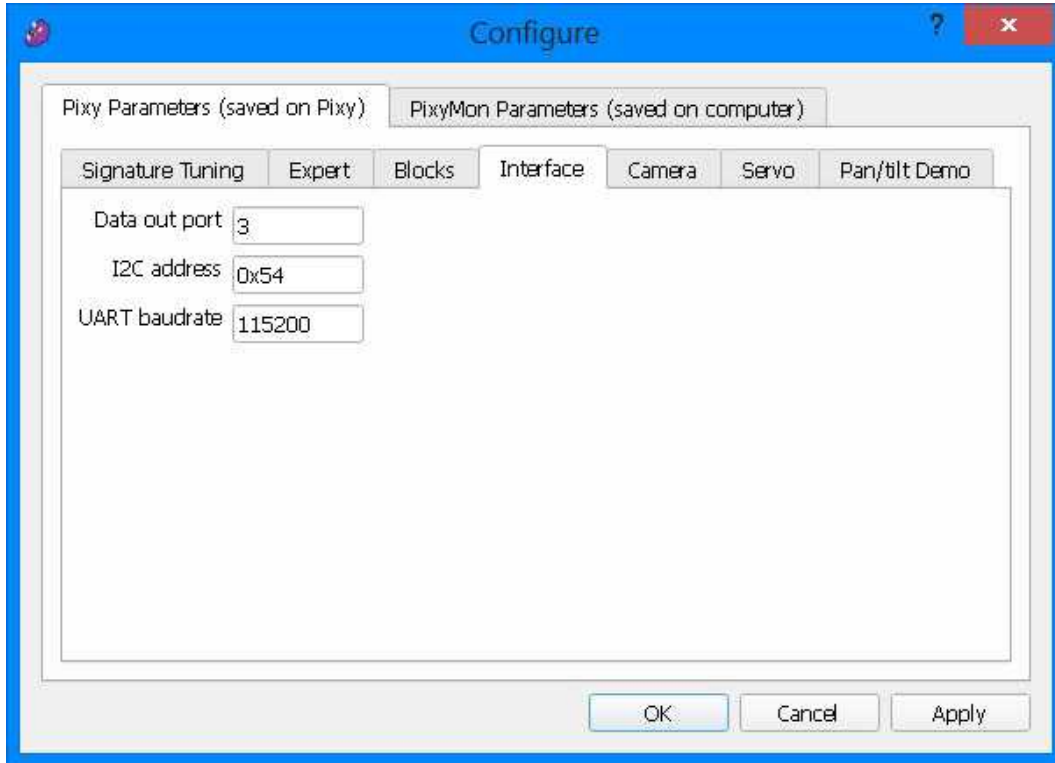 Configure
?
x
Pixy Parameters (saved on Pixy) PixyMon Parameters (saved on computer)
Signature Tuning Expert Blocks Interface Camera Servo Pan/tilt Demo
Data out port 3
I2C address 0x54
UART baudrate 115200
OK Cancel Apply